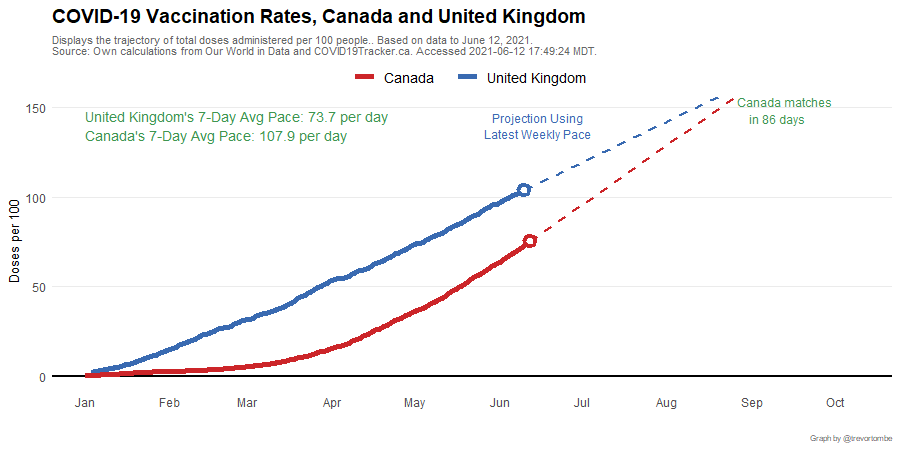 COVID-19 Vaccination Rates, Canada and United Kingdom
Displays the trajectory of total doses administered per 100 people.. Based on data to June 12, 2021.
Source: Own calculations from Our World in Data and COVID19Tracker.ca. Accessed 2021-06-12 17:49:24 MDT.
Canada
United Kingdom
United Kingdom's 7-Day Avg Pace: 73.7 per day
Canada's 7-Day Avg Pace: 107.9 per day
Projection Using
Latest Weekly Pace
Canada matches
in 86 days
Doses per 100
150
100
50
0
Jan
Feb
Mar
Apr
May
Jun
Jul
Aug
Sep
Oct
Graph by @trevortombe